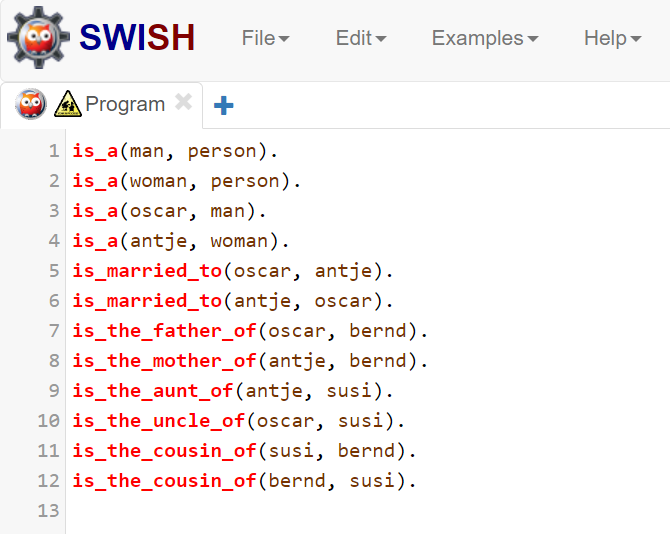 SWISH File Edit Examples Help
Program
1 is_a(man, person).
2 is_a(woman, person).
3 is_a(oscar, man).
4 is_a(antje, woman).
5 is_married_to(oscar, antje).
6 is_married_to(antje, oscar).
7 is_the_father_of(oscar, bernd).
8 is_the_mother_of(antje, bernd).
9 is_the_aunt_of(antje, susi).
10 is_the_uncle_of(oscar, susi).
11 is_the_cousin_of(susi, bernd).
12 is_the_cousin_of(bernd, susi).
13